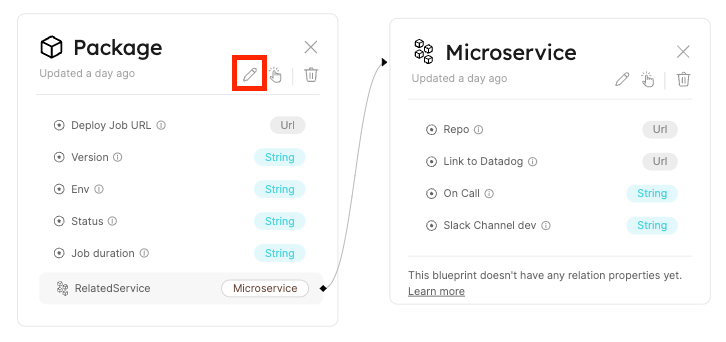 Package
Updated a day ago
Deploy Job URL Url
Version String
Env String
Status String
Job duration String
RelatedService Microservice
Microservice
Updated a day ago
Repo Url
Link to Datadog Url
On Call String
Slack Channel dev String
This blueprint doesn't have any relation properties yet.
Learn more